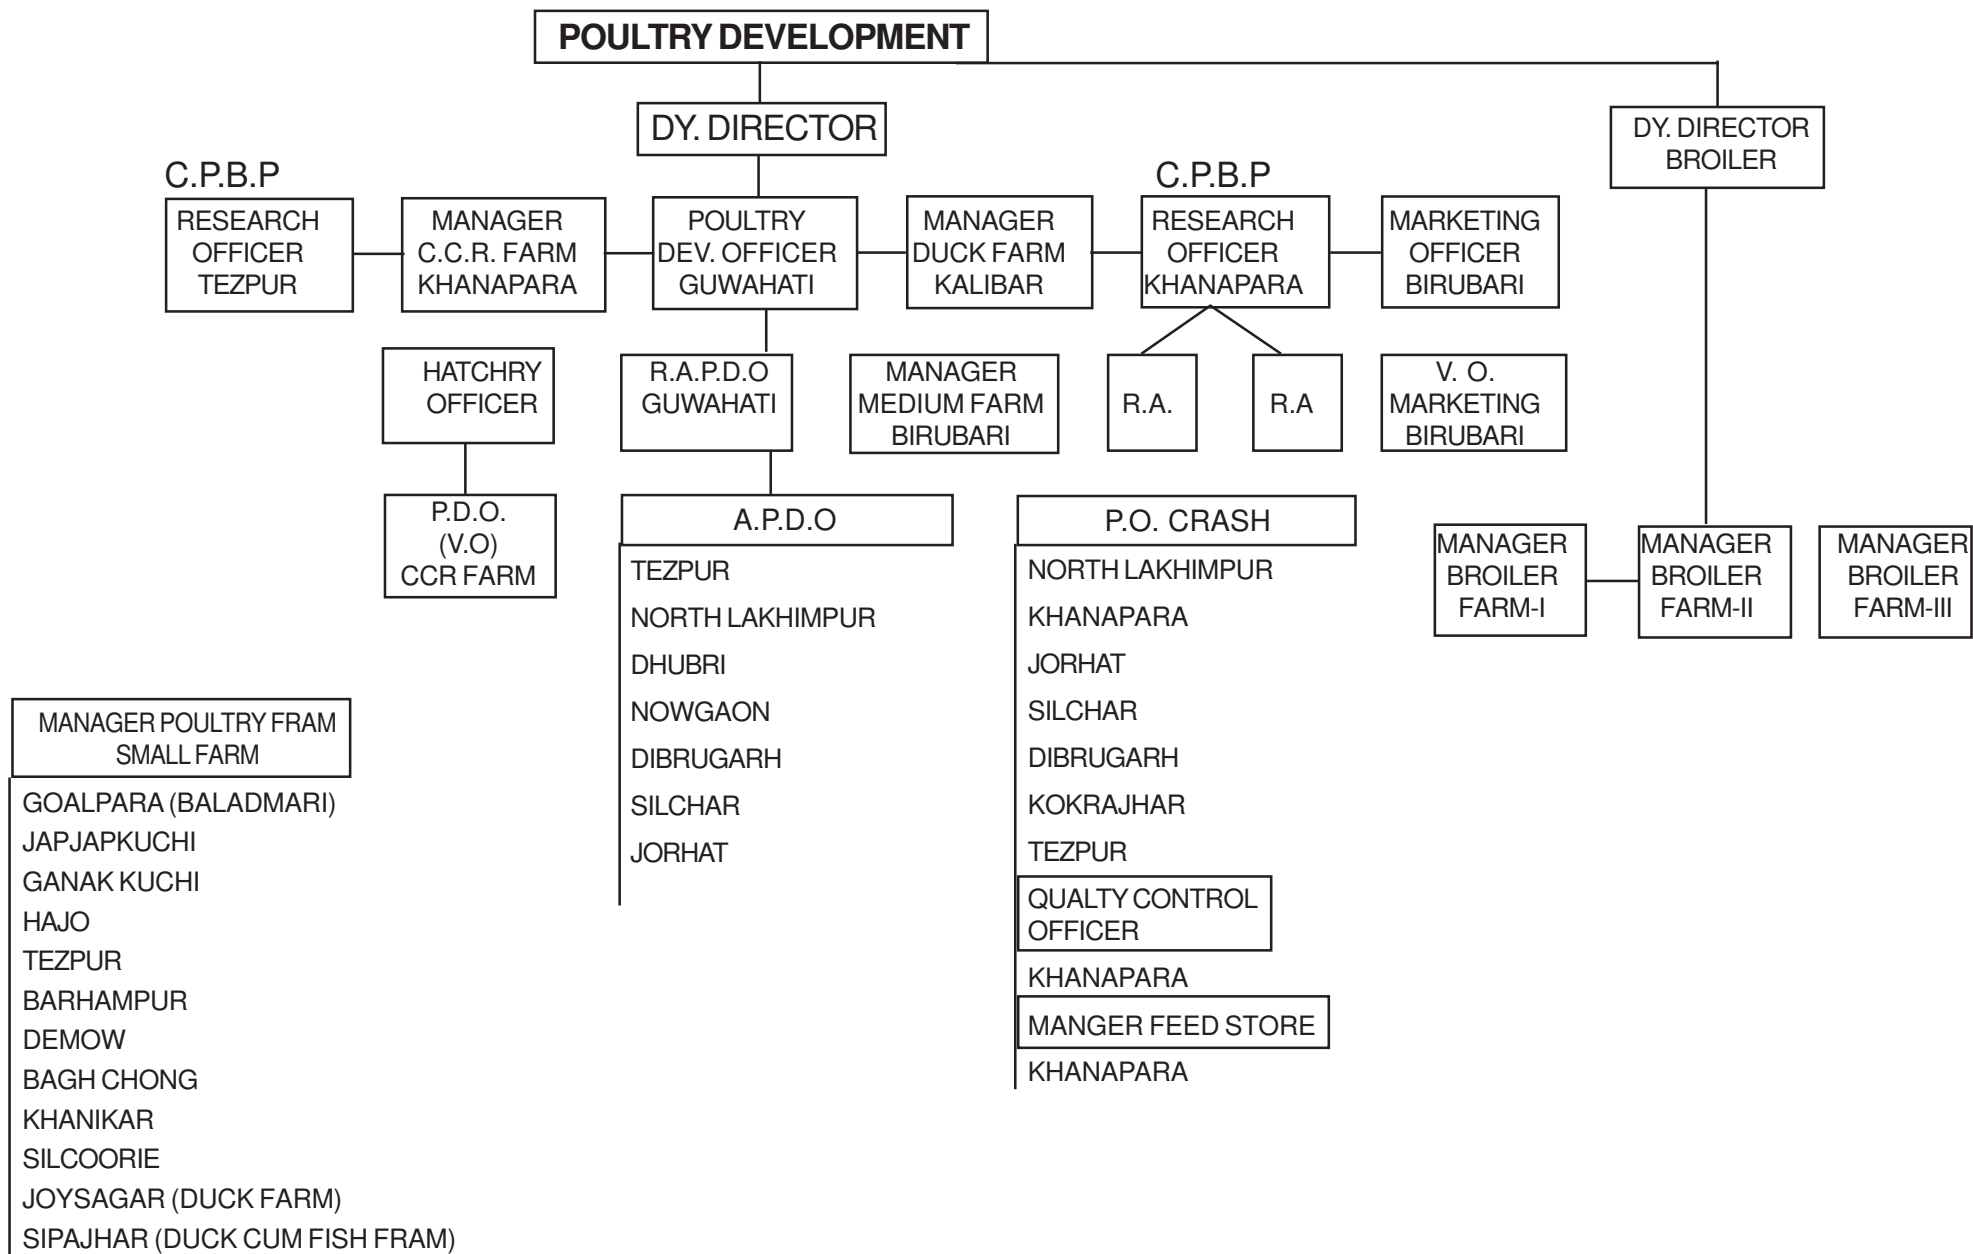 POULTRY DEVELOPMENT
DY. DIRECTOR
DY. DIRECTOR
BROILER
C.P.B.P
RESEARCH
OFFICER
TEZPUR
MANAGER
C.C.R. FARM
KHANAPARA
POULTRY
DEV. OFFICER
GUWAHATI
MANAGER
DUCK FARM
KALIBAR
C.P.B.P
RESEARCH
OFFICER
KHANAPARA
MARKETING
OFFICER
BIRUBARI
HATCHRY
OFFICER
R.A.P.D.O
GUWAHATI
MANAGER
MEDIUM FARM
BIRUBARI
R.A.
R.A
V. O.
MARKETING
BIRUBARI
P.D.O.
(V.O)
CCR FARM
A.P.D.O
TEZPUR
NORTH LAKHIMPUR
DHUBRI
NOWGAON
DIBRUGARH
SILCHAR
JORHAT
P.O. CRASH
NORTH LAKHIMPUR
KHANAPARA
JORHAT
SILCHAR
DIBRUGARH
KOKRAJHAR
TEZPUR
QUALTY CONTROL
OFFICER
KHANAPARA
MANGER FEED STORE
KHANAPARA
MANAGER
BROILER
FARM-I
MANAGER
BROILER
FARM-II
MANAGER
BROILER
FARM-III
MANAGER POULTRY FRAM
SMALL FARM
GOALPARA (BALADMARI)
JAPJAPKUCHI
GANAK KUCHI
HAJO
TEZPUR
BARHAMPUR
DEMOW
BAGH CHONG
KHANIKAR
SILCOORIE
JOYSAGAR (DUCK FARM)
SIPAJHAR (DUCK CUM FISH FRAM)